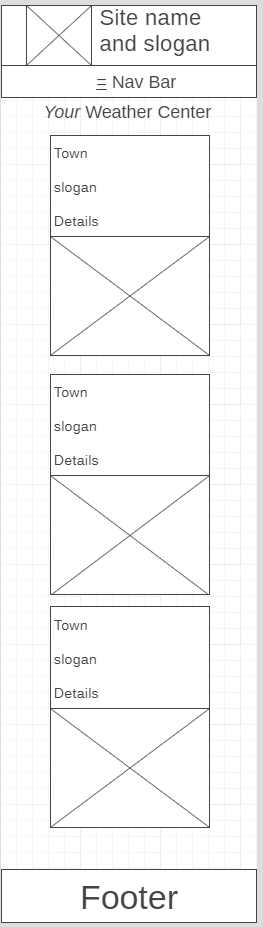 Site name
and slogan
Ξ Nav Bar
Your Weather Center
Town
slogan
Details
Town
slogan
Details
Town
slogan
Details
Footer